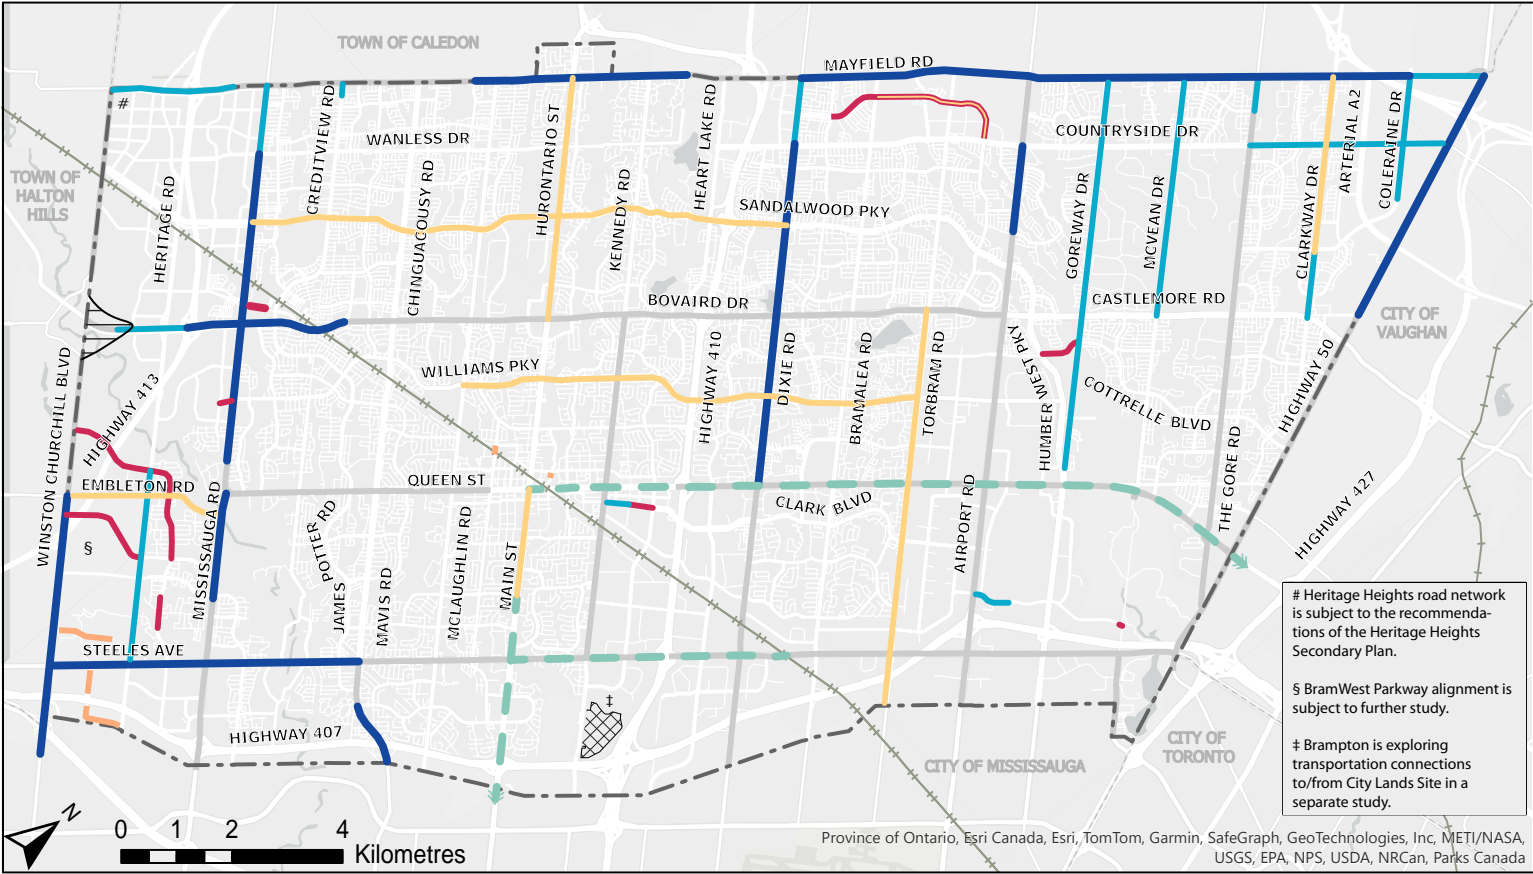 TOWN OF CALEDON
MAYFIELD RD
#
CREDITVIEW RD
WANLESS DR
HURONTARIO ST
HEART LAKE RD
COUNTRYSIDE DR
ARTERIAL A2
COLERAINE DR
TOWN OF
HALTON
HILLS
HERITAGE RD
CHINGUACOUSY RD
KENNEDY RD
SANDALWOOD PKY
GOREWAY DR
MCVEAN DR
CLARKWAY DR
BOVAIRD DR
CASTLEMORE RD
CITY OF
VAUGHAN
WINSTON CHURCHILL BLVD
HIGHWAY 413
WILLIAMS PKY
HIGHWAY 410
DIXIE RD
BRAMALEA RD
TORBRAM RD
HUMBER WEST PKY
COTTRELLE BLVD
HIGHWAY 50
THE GORE RD
EMBLETON RD
QUEEN ST
CLARK BLVD
AIRPORT RD
HIGHWAY 427
§
MISSISSAUGA RD
JAMES POTTER RD
MAVIS RD
MCLAUGHLIN RD
MAIN ST
STEELES AVE
HIGHWAY 407
‡
CITY OF MISSISSAUGA
CITY OF
TORONTO
# Heritage Heights road network
is subject to the recommenda-
tions of the Heritage Heights
Secondary Plan.
§ BramWest Parkway alignment is
subject to further study.
‡ Brampton is exploring
transportation connections
to/from City Lands Site in a
separate study.
N
0 1 2 4
Kilometres
Province of Ontario, Esri Canada, Esri, TomTom, Garmin, SafeGraph, GeoTechnologies, Inc, METI/NASA,
USGS, EPA, NPS, USDA, NRCan, Parks Canada